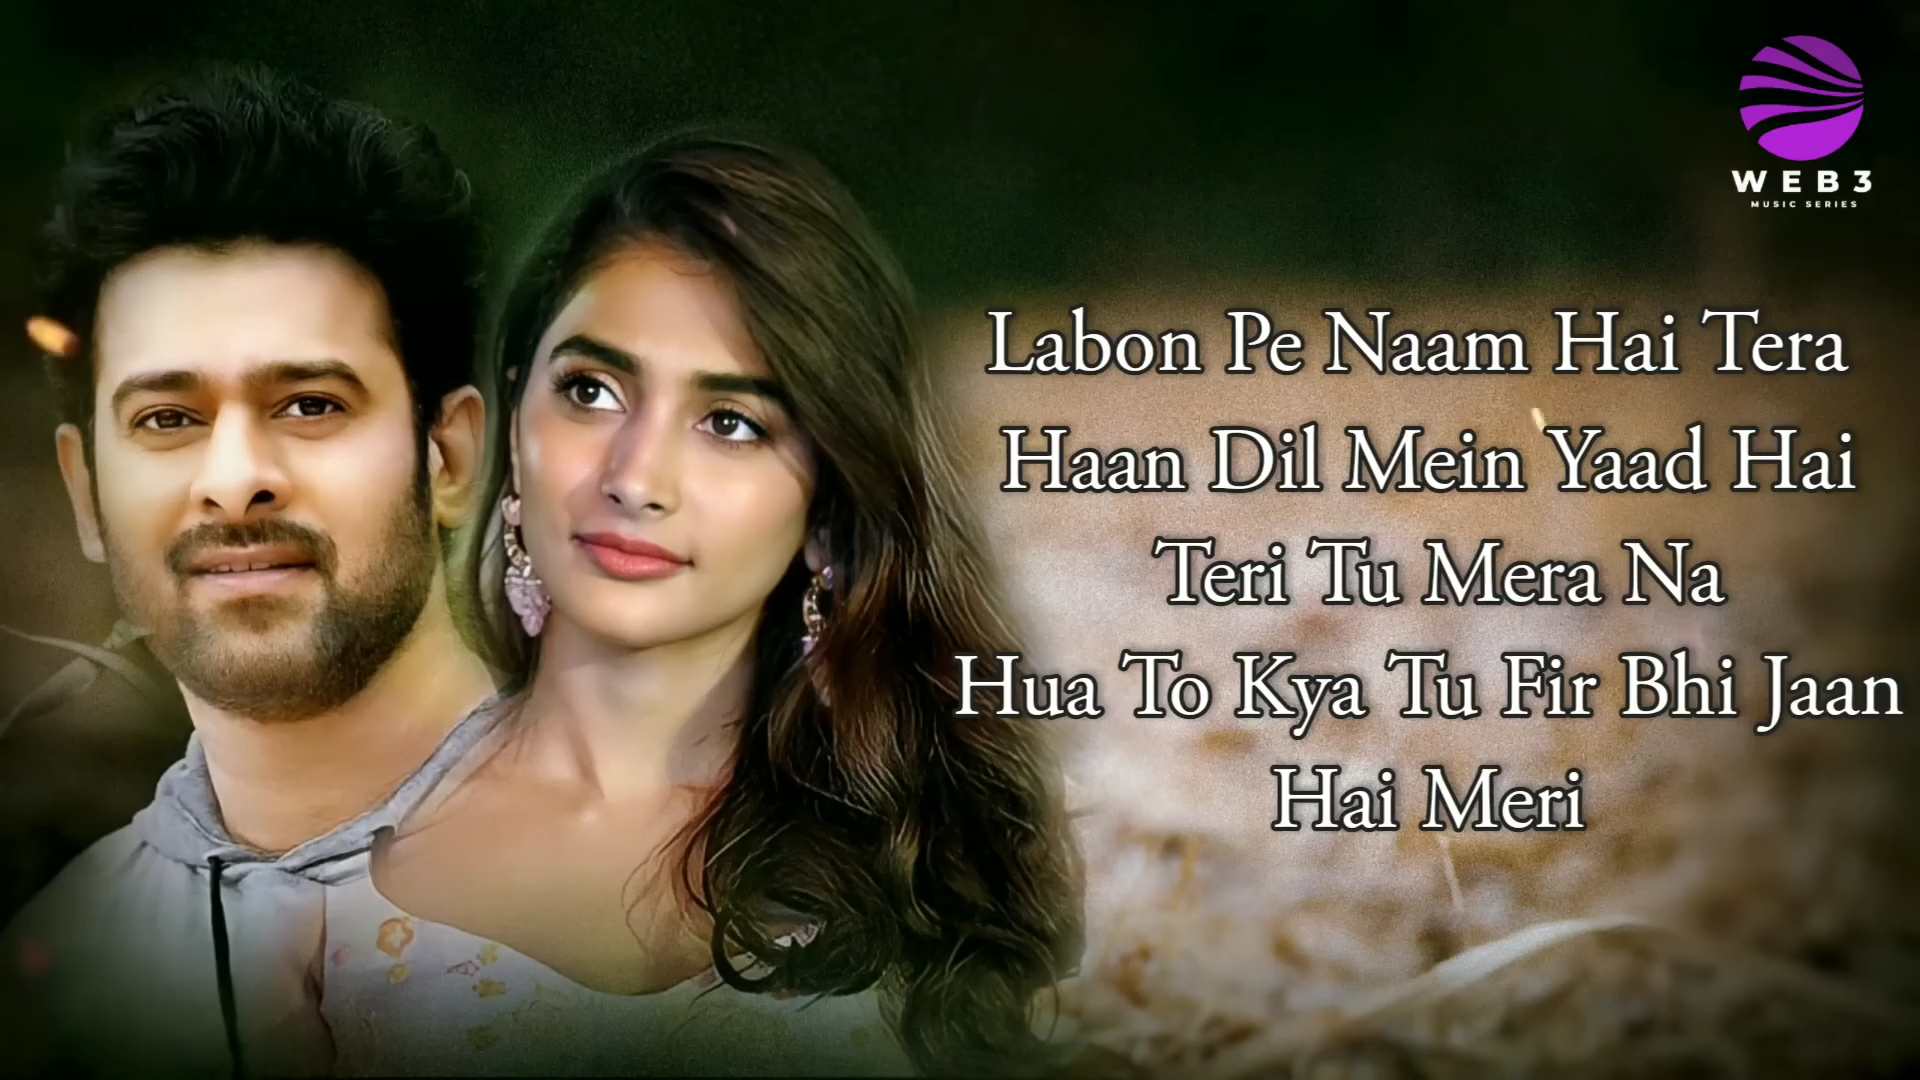 WEB3
MUSIC SERIES
Labon Pe Naam Hai Tera
Haan Dil Mein Yaad Hai
Teri Tu Mera Na
Hua To Kya Tu Fir Bhi Jaan
Hai Meri